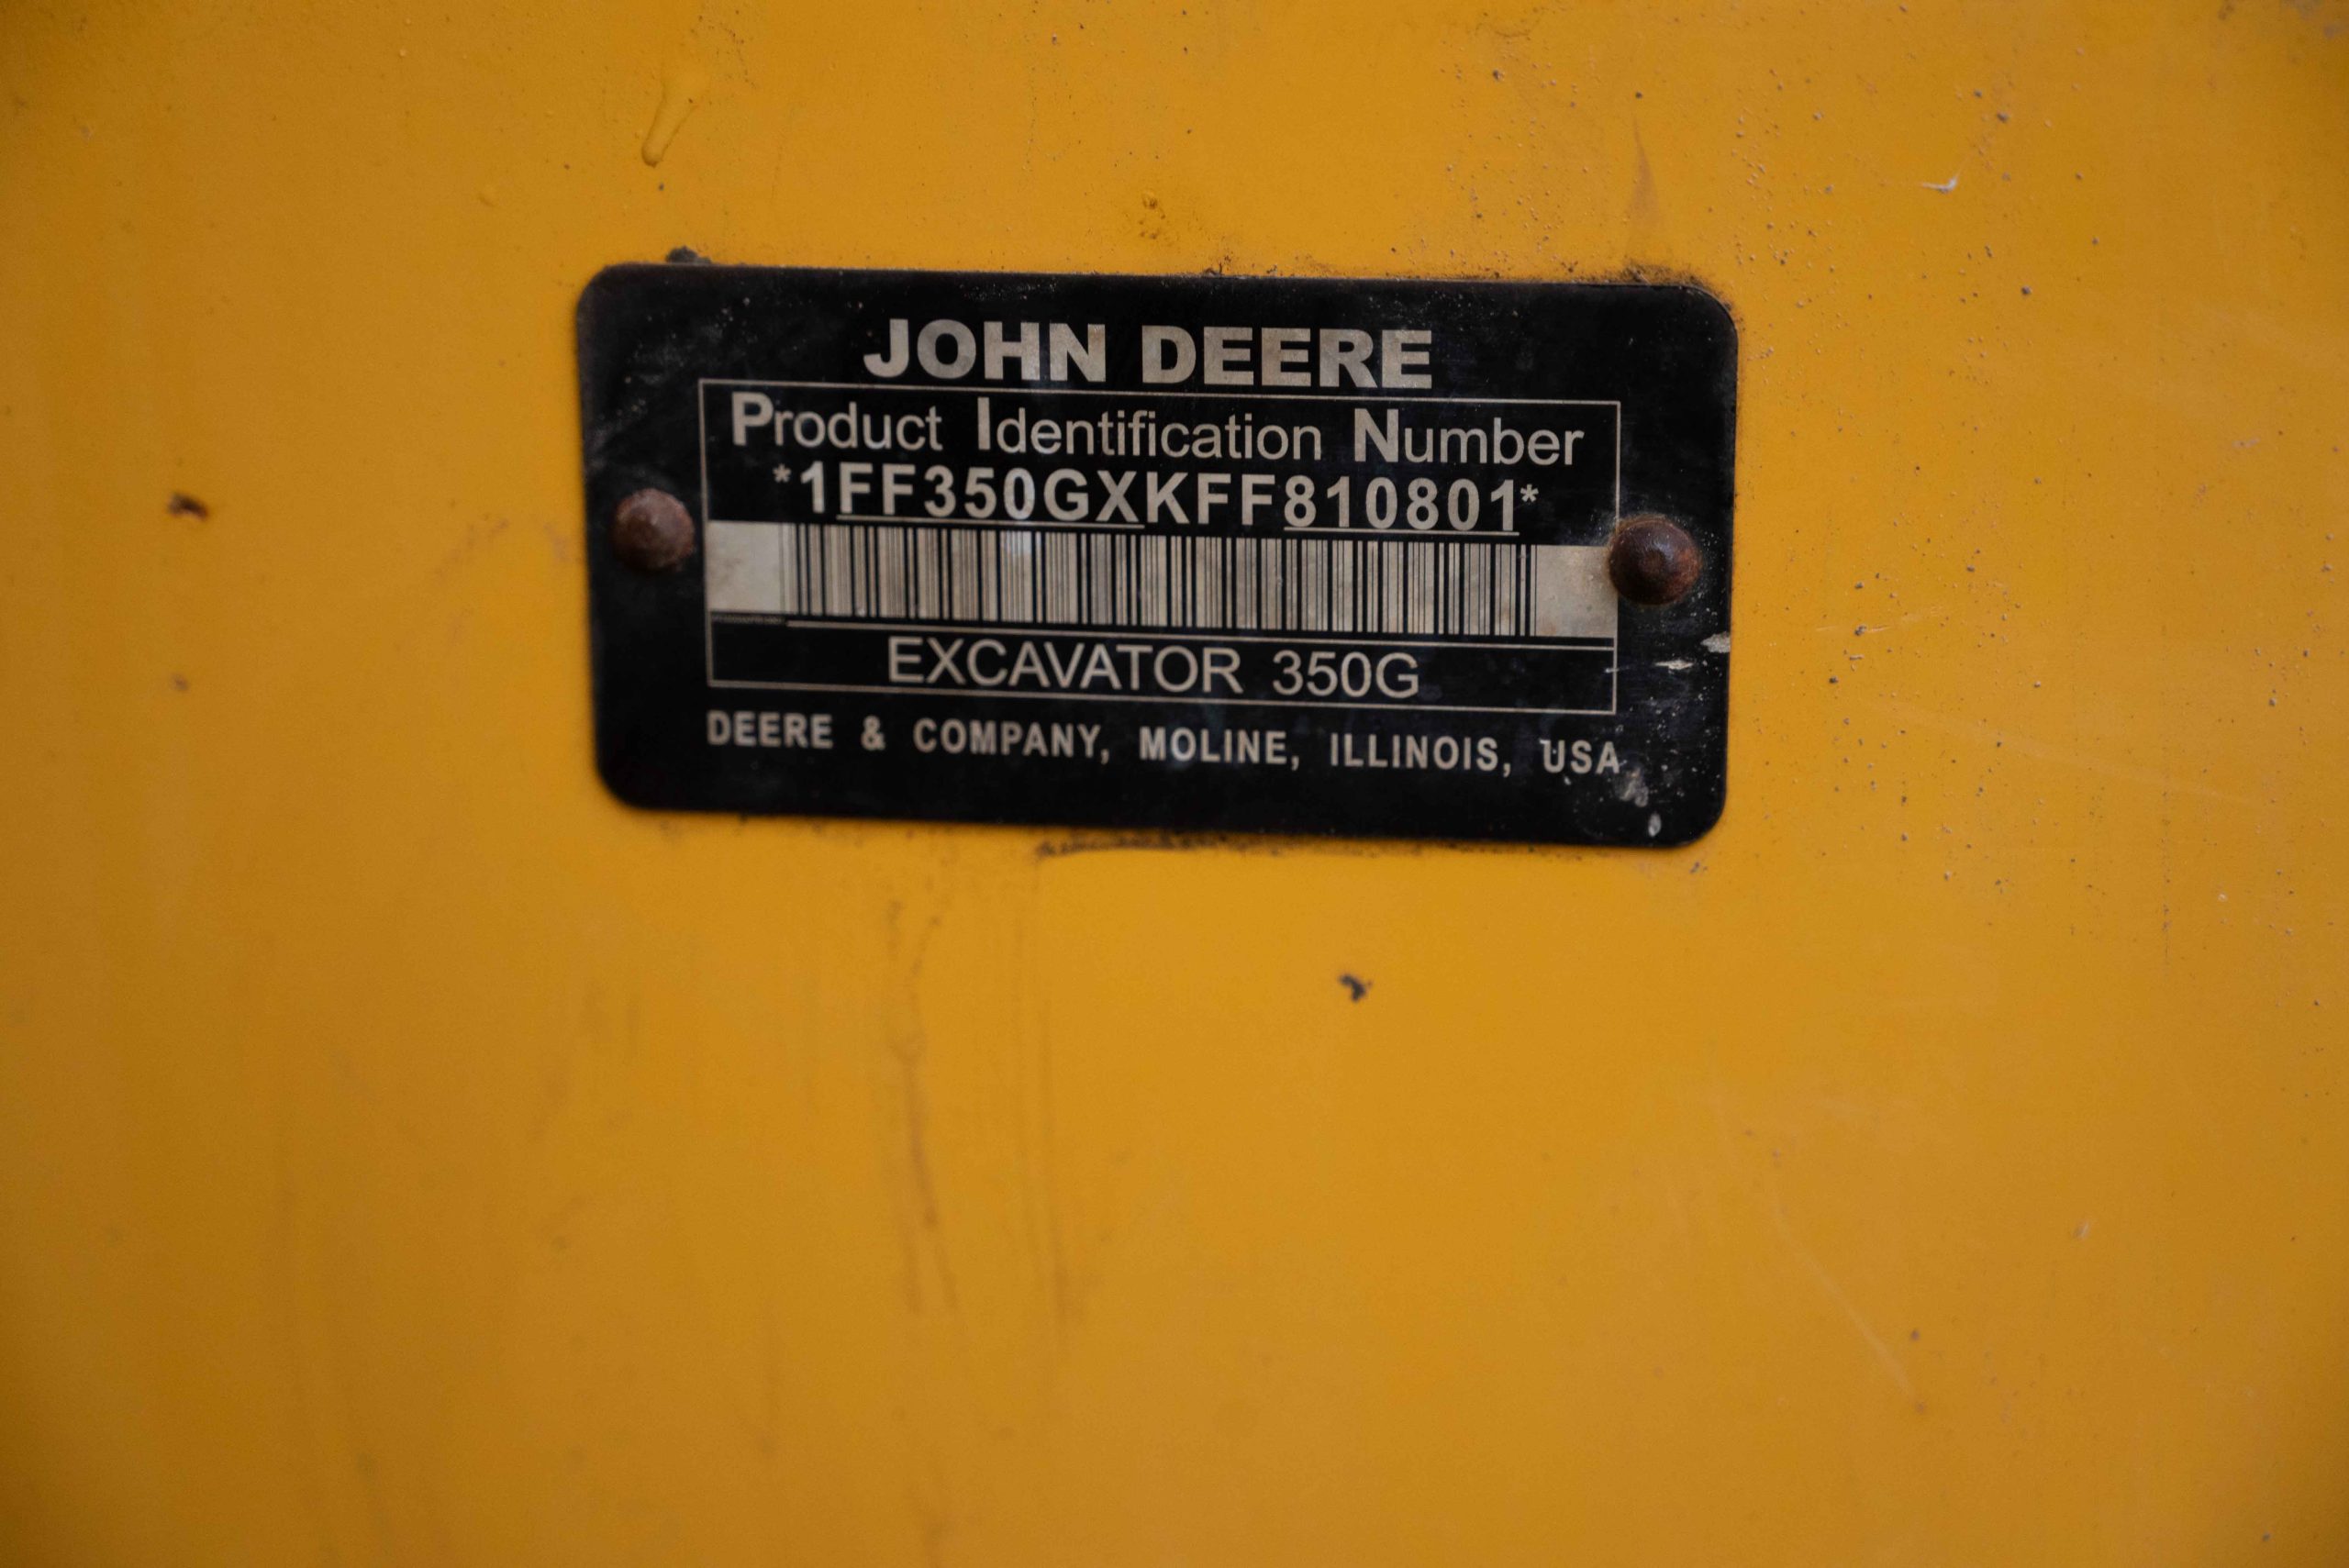 JOHN DEERE
Product Identification Number
*1FF350GXKFF810801*
EXCAVATOR 350G
DEERE & COMPANY, MOLINE, ILLINOIS, USA